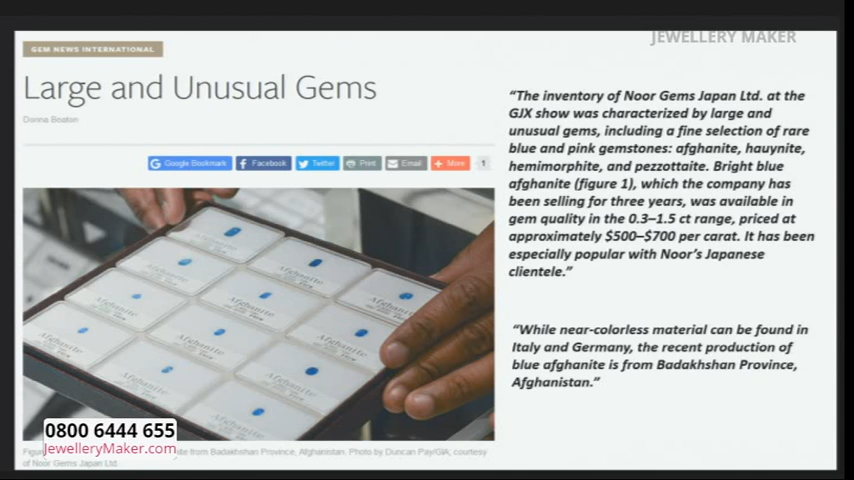 JEWELLERY MAKER
GEM NEWS INTERNATIONAL
Large and Unusual Gems
Donna Beaton
Google Bookmark
Facebook
Twitter
Print
Email
More
1
“The inventory of Noor Gems Japan Ltd. at the
GJX show was characterized by large and
unusual gems, including a fine selection of rare
blue and pink gemstones: afghanite, hauynite,
hemimorphite, and pezzottaite. Bright blue
afghanite (figure 1), which the company has
been selling for three years, was available in
gem quality in the 0.3–1.5 ct range, priced at
approximately $500–$700 per carat. It has been
especially popular with Noor’s Japanese
clientele.”
“While near-colorless material can be found in
Italy and Germany, the recent production of
blue afghanite is from Badakhshan Province,
Afghanistan.”
Afghanite
Afghanite
Afghanite
Afghanite
Afghanite
Afghanite
Afghanite
Afghanite
0800 6444 655
JewelleryMaker.com
from Badakhshan Province, Afghanistan. Photo by Duncan Pay/GIA, courtesy
of Noor Gems Japan Ltd.